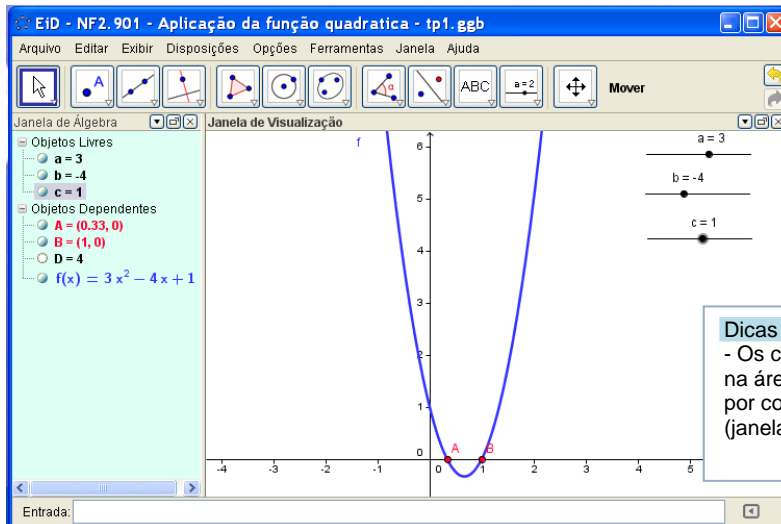 EiD - NF2.901 - Aplicação da função quadratica - tp1.ggb
Arquivo Editar Exibir Disposições Opções Ferramentas Janela Ajuda
A
α
ABC
a=2
Mover
Janela de Álgebra
Janela de Visualização
Objetos Livres
a = 3
b = -4
c = 1
Objetos Dependentes
A = (0.33, 0)
B = (1, 0)
D = 4
f(x) = 3 x² − 4 x + 1
f
a = 3
b = -4
c = 1
6
5
4
3
2
1
0
A
B
-4 -3 -2 -1 0 1 2 3 4 5
Dicas
- Os c
na áre
por co
(janela
Entrada: